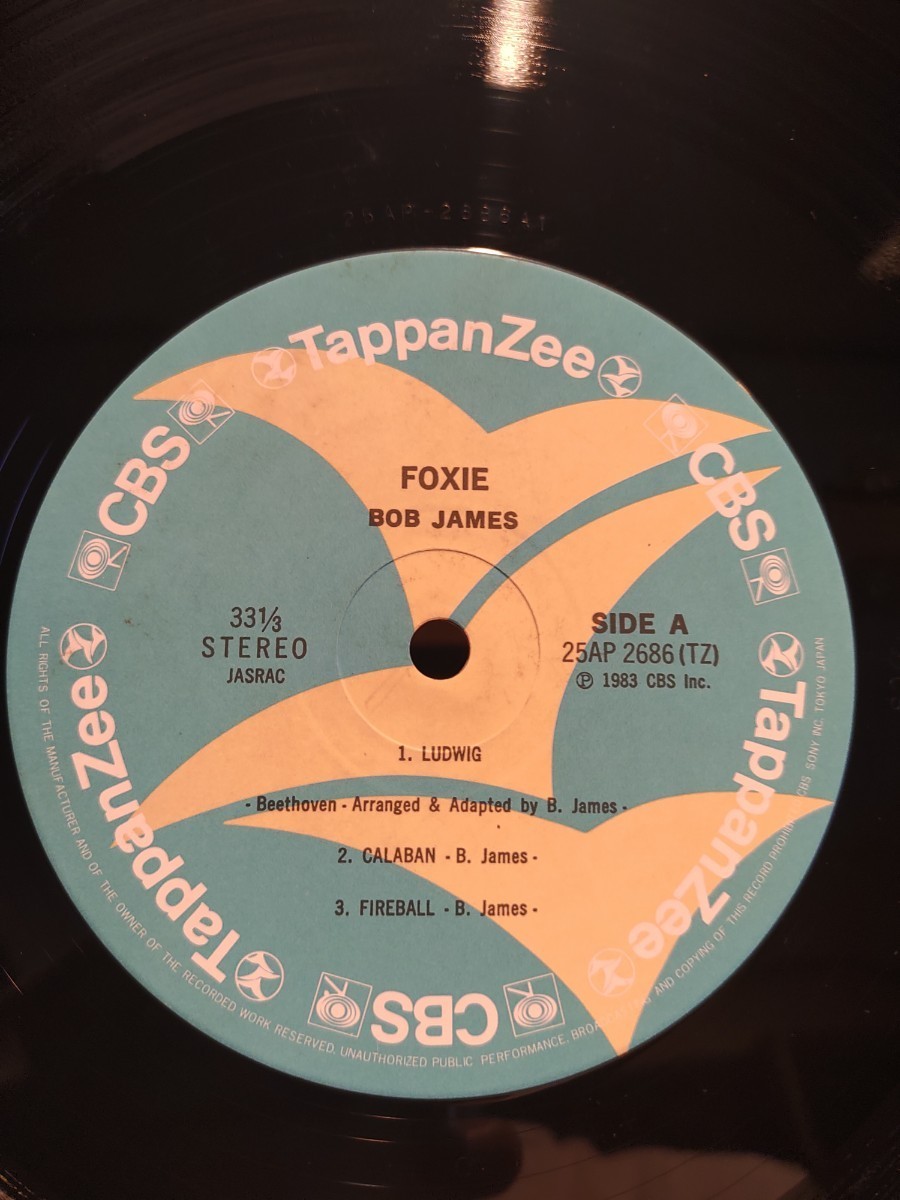 25AP-2686A1
TappanZee
CBS
CBS
FOXIE
BOB JAMES
33⅓
STEREO
JASRAC
SIDE A
25AP 2686(TZ)
Ⓟ 1983 CBS Inc.
1. LUDWIG
- Beethoven - Arranged & Adapted by B. James -
2. CALABAN - B. James -
3. FIREBALL - B. James -
TappanZee
TappanZee
CBS
ALL RIGHTS OF THE MANUFACTURER AND OF THE OWNER OF THE RECORDED WORK RESERVED. UNAUTHORIZED PUBLIC PERFORMANCE, AND COPYING OF THIS RECORD CBS SONY INC. TOKYO JAPAN